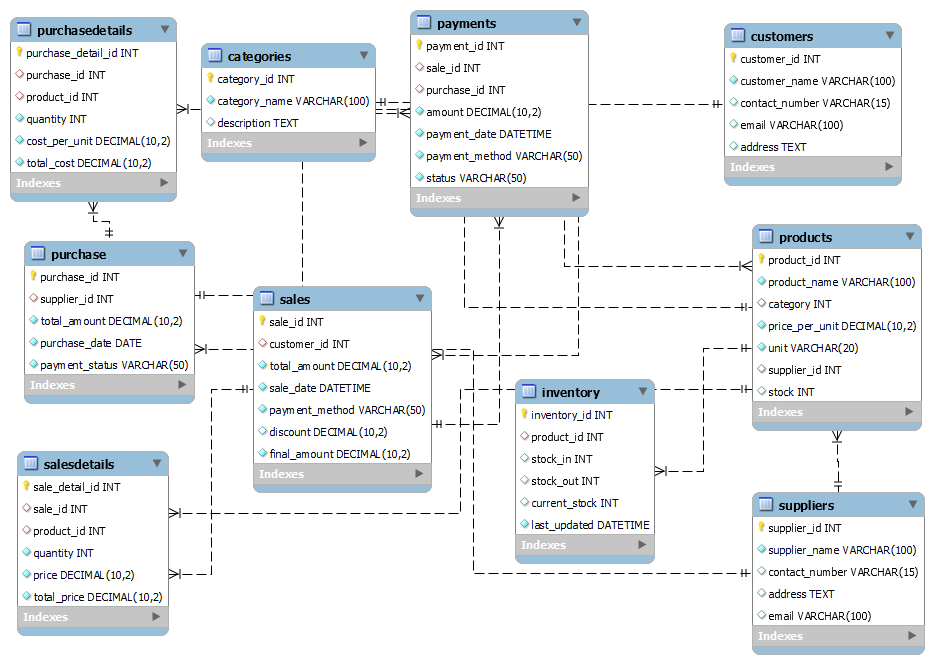 purchasedetails
purchase_detail_id INT
purchase_id INT
product_id INT
quantity INT
cost_per_unit DECIMAL(10,2)
total_cost DECIMAL(10,2)
Indexes
categories
category_id INT
category_name VARCHAR(100)
description TEXT
Indexes
payments
payment_id INT
sale_id INT
purchase_id INT
amount DECIMAL(10,2)
payment_date DATETIME
payment_method VARCHAR(50)
status VARCHAR(50)
Indexes
customers
customer_id INT
customer_name VARCHAR(100)
contact_number VARCHAR(15)
email VARCHAR(100)
address TEXT
Indexes
purchase
purchase_id INT
supplier_id INT
total_amount DECIMAL(10,2)
purchase_date DATE
payment_status VARCHAR(50)
Indexes
sales
sale_id INT
customer_id INT
total_amount DECIMAL(10,2)
sale_date DATETIME
payment_method VARCHAR(50)
discount DECIMAL(10,2)
final_amount DECIMAL(10,2)
Indexes
products
product_id INT
product_name VARCHAR(100)
category INT
price_per_unit DECIMAL(10,2)
unit VARCHAR(20)
supplier_id INT
stock INT
Indexes
inventory
inventory_id INT
product_id INT
stock_in INT
stock_out INT
current_stock INT
last_updated DATETIME
Indexes
salesdetails
sale_detail_id INT
sale_id INT
product_id INT
quantity INT
price DECIMAL(10,2)
total_price DECIMAL(10,2)
Indexes
suppliers
supplier_id INT
supplier_name VARCHAR(100)
contact_number VARCHAR(15)
address TEXT
email VARCHAR(100)
Indexes